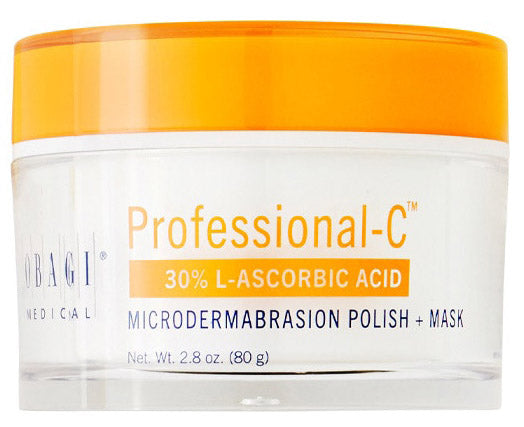 OBAGI®
MEDICAL
Professional-C™
30% L-ASCORBIC ACID
MICRODERMABRASION POLISH + MASK
Net. Wt. 2.8 oz. (80 g)